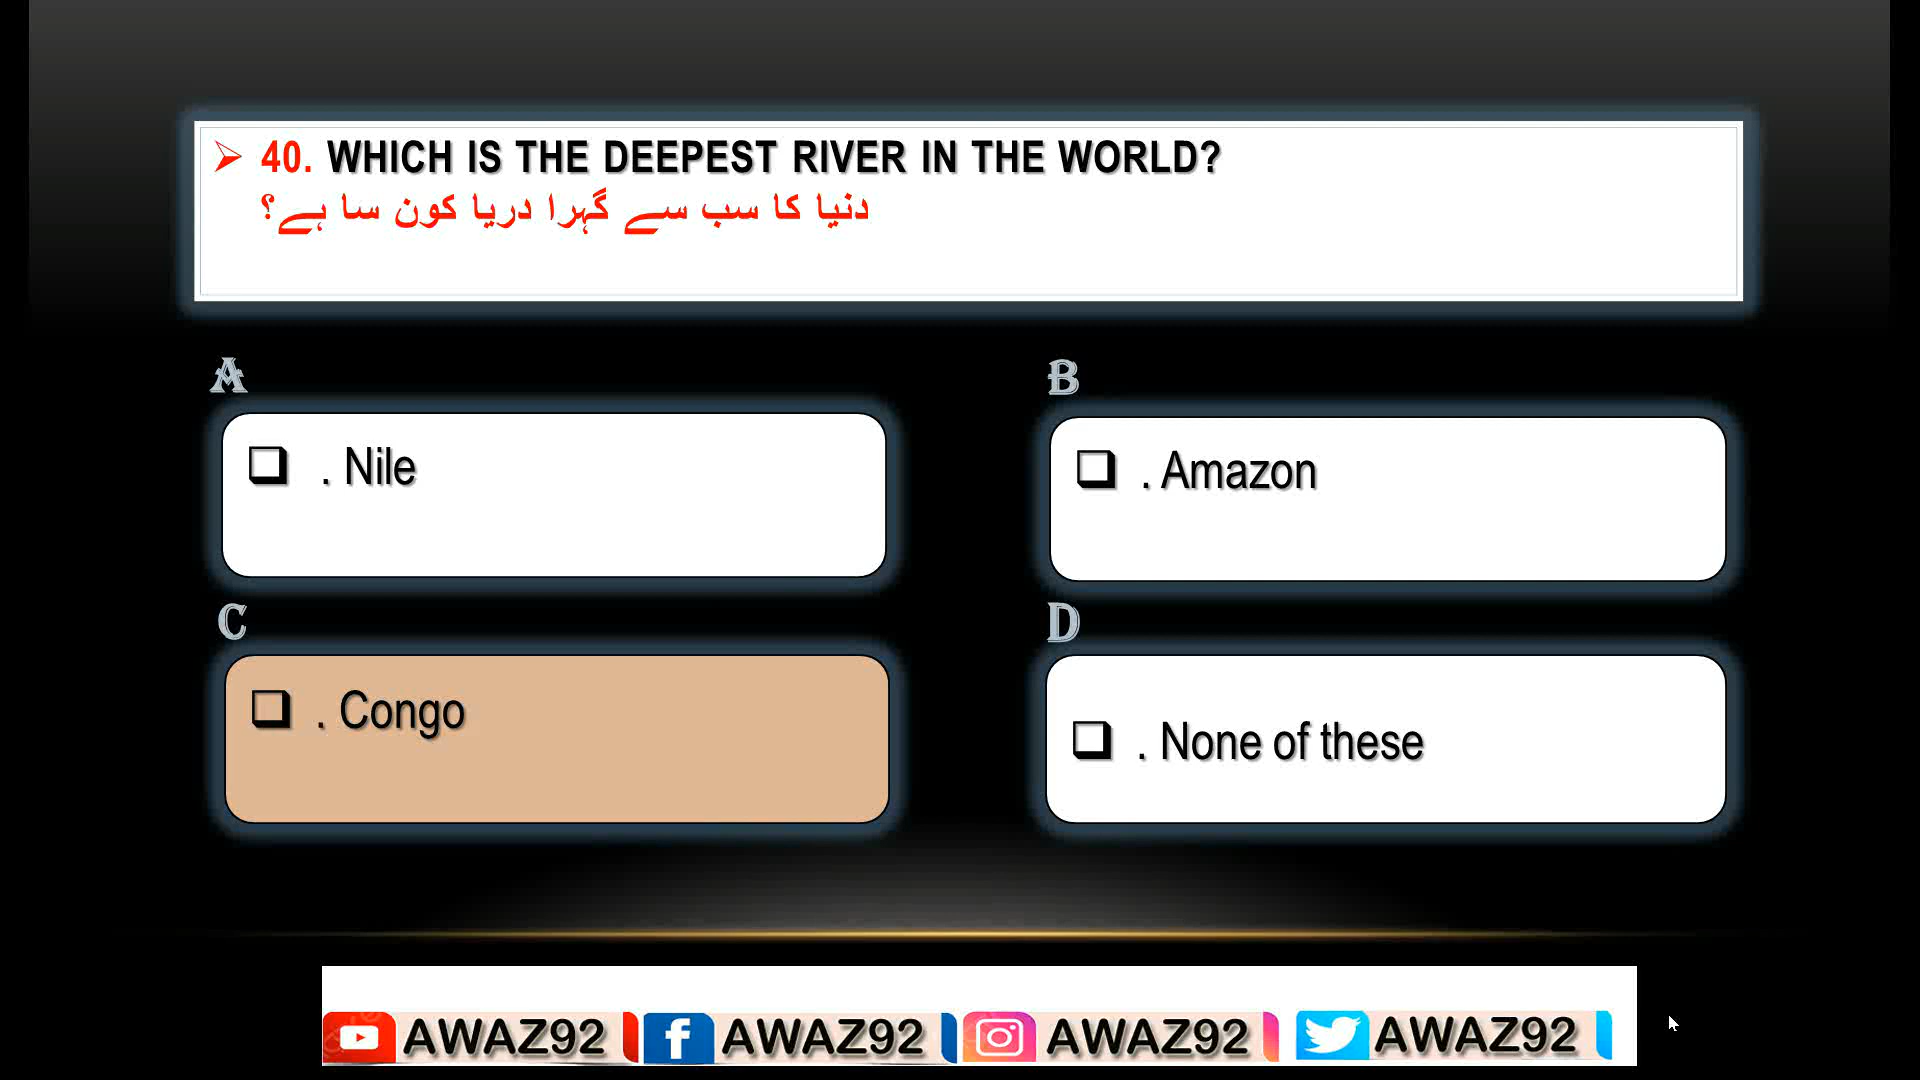 40. WHICH IS THE DEEPEST RIVER IN THE WORLD?
دنیا کا سب سے گہرا دریا کون سا ہے؟
A
. Nile
B
. Amazon
C
. Congo
D
. None of these
AWAZ92 AWAZ92 AWAZ92 AWAZ92